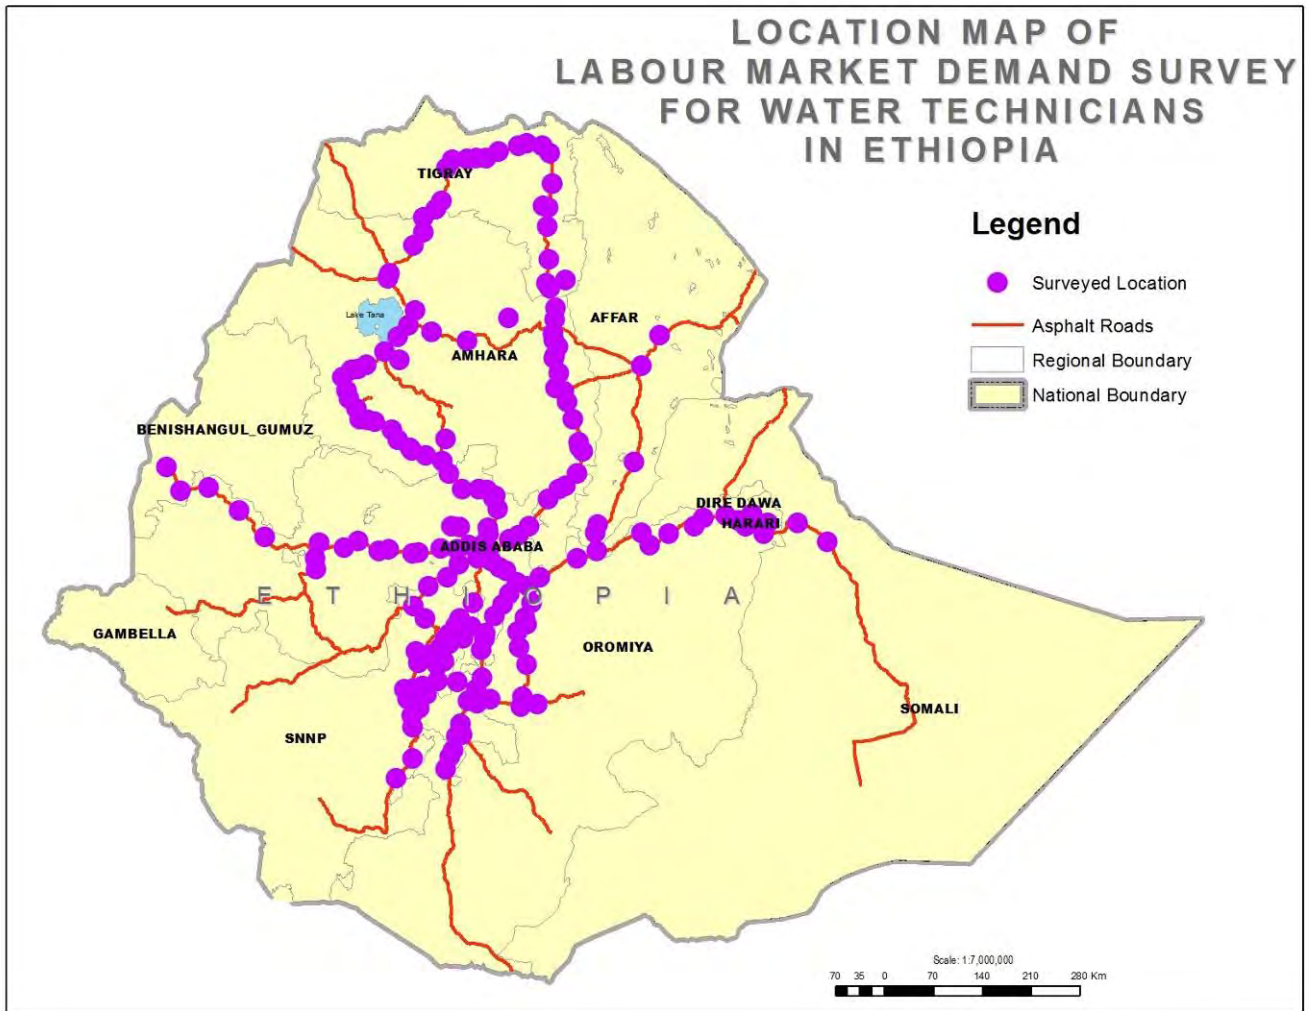 LOCATION MAP OF
LABOUR MARKET DEMAND SURVEY
FOR WATER TECHNICIANS
IN ETHIOPIA
Legend
Surveyed Location
Asphalt Roads
Regional Boundary
National Boundary
TIGRAY
Lake Tana
AFFAR
AMHARA
BENISHANGUL_GUMUZ
DIRE DAWA
HARARI
ADDIS ABABA
E T H I O P I A
GAMBELLA
OROMIYA
SOMALI
SNNP
Scale: 1:7,000,000
70 35 0 70 140 210 280 Km